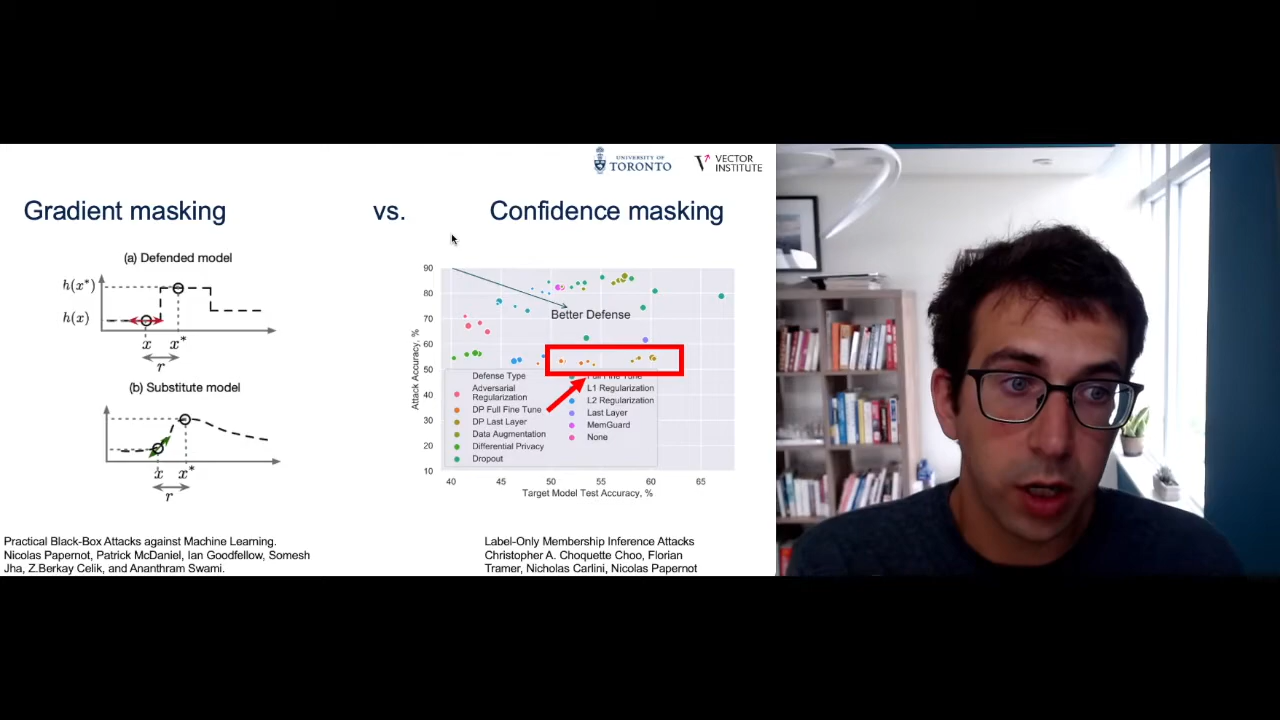 UNIVERSITY OF
TORONTO
VECTOR
INSTITUTE
Gradient masking
vs.
Confidence masking
(a) Defended model
h(x*)
h(x)
x
x*
r
(b) Substitute model
x
x*
r
Practical Black-Box Attacks against Machine Learning.
Nicolas Papernot, Patrick McDaniel, Ian Goodfellow, Somesh
Jha, Z.Berkay Celik, and Ananthram Swami.
90
80
70
60
50
40
30
20
10
Attack Accuracy, %
Better Defense
Defense Type
Adversarial
Regularization
DP Full Fine Tune
DP Last Layer
Data Augmentation
Differential Privacy
Dropout
Full Fine Tune
L1 Regularization
L2 Regularization
Last Layer
MemGuard
None
40
45
50
55
60
65
Target Model Test Accuracy, %
Label-Only Membership Inference Attacks
Christopher A. Choquette Choo, Florian
Tramer, Nicholas Carlini, Nicolas Papernot